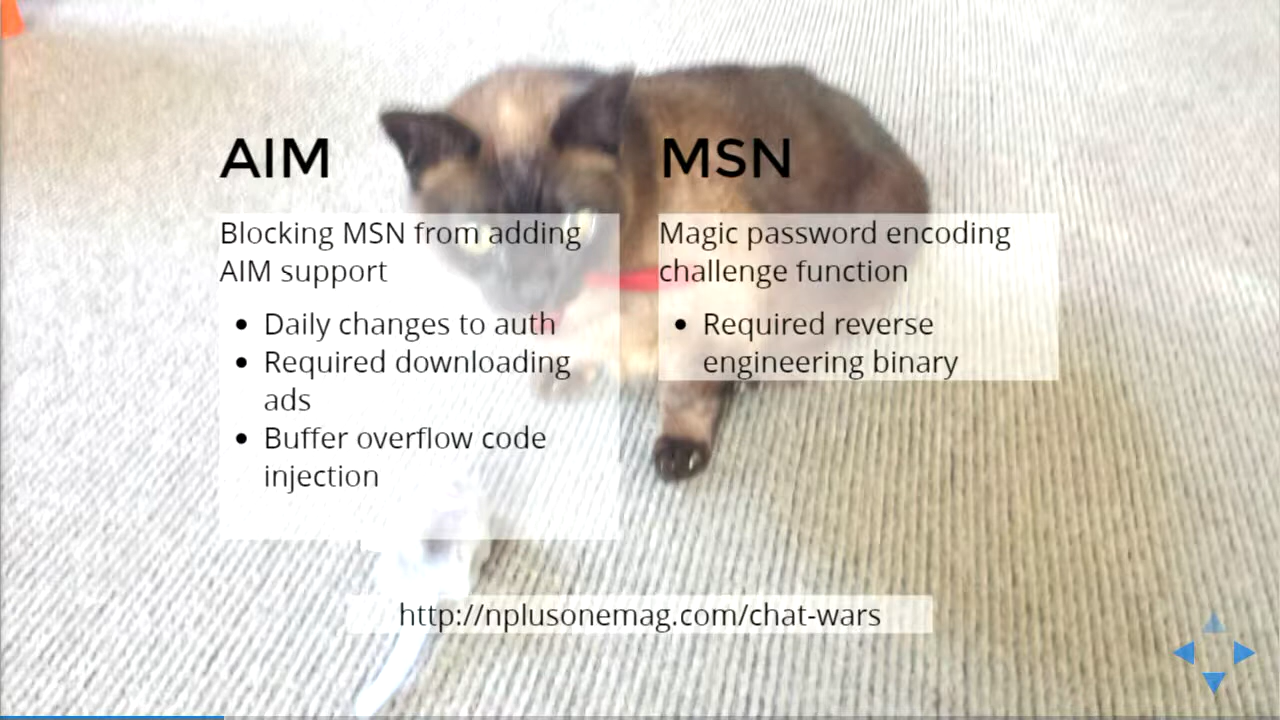 AIM
Blocking MSN from adding
AIM support
Daily changes to auth
Required downloading
ads
Buffer overflow code
injection
MSN
Magic password encoding
challenge function
Required reverse
engineering binary
http://nplusonemag.com/chat-wars